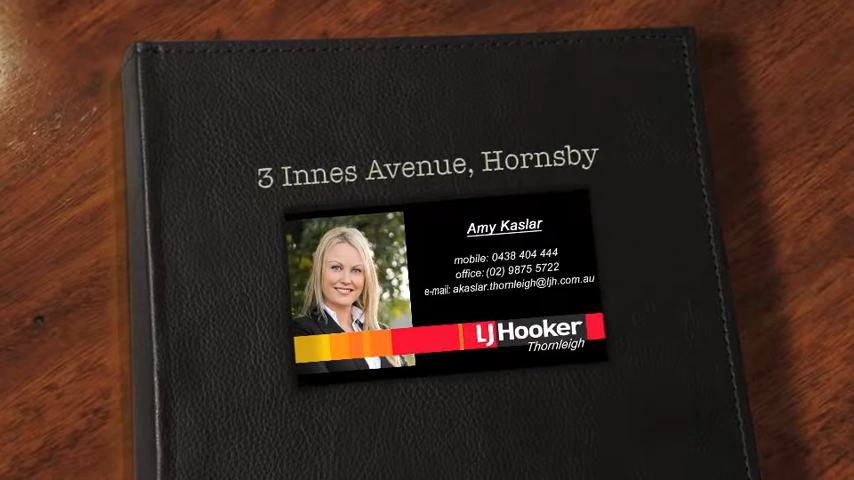 3 Innes Avenue, Hornsby
Amy Kaslar
mobile: 0438 404 444
office: (02) 9875 5722
e-mail: akaslar.thornleigh@ljh.com.au
LJ Hooker
Thornleigh